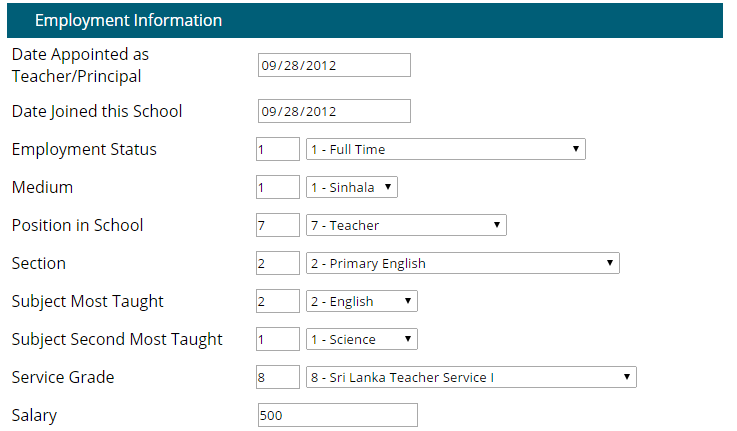 Employment Information
Date Appointed as
Teacher/Principal
09/28/2012
Date Joined this School 09/28/2012
Employment Status 1 1 - Full Time
Medium 1 1 - Sinhala
Position in School 7 7 - Teacher
Section 2 2 - Primary English
Subject Most Taught 2 2 - English
Subject Second Most Taught 1 1 - Science
Service Grade 8 8 - Sri Lanka Teacher Service I
Salary 500